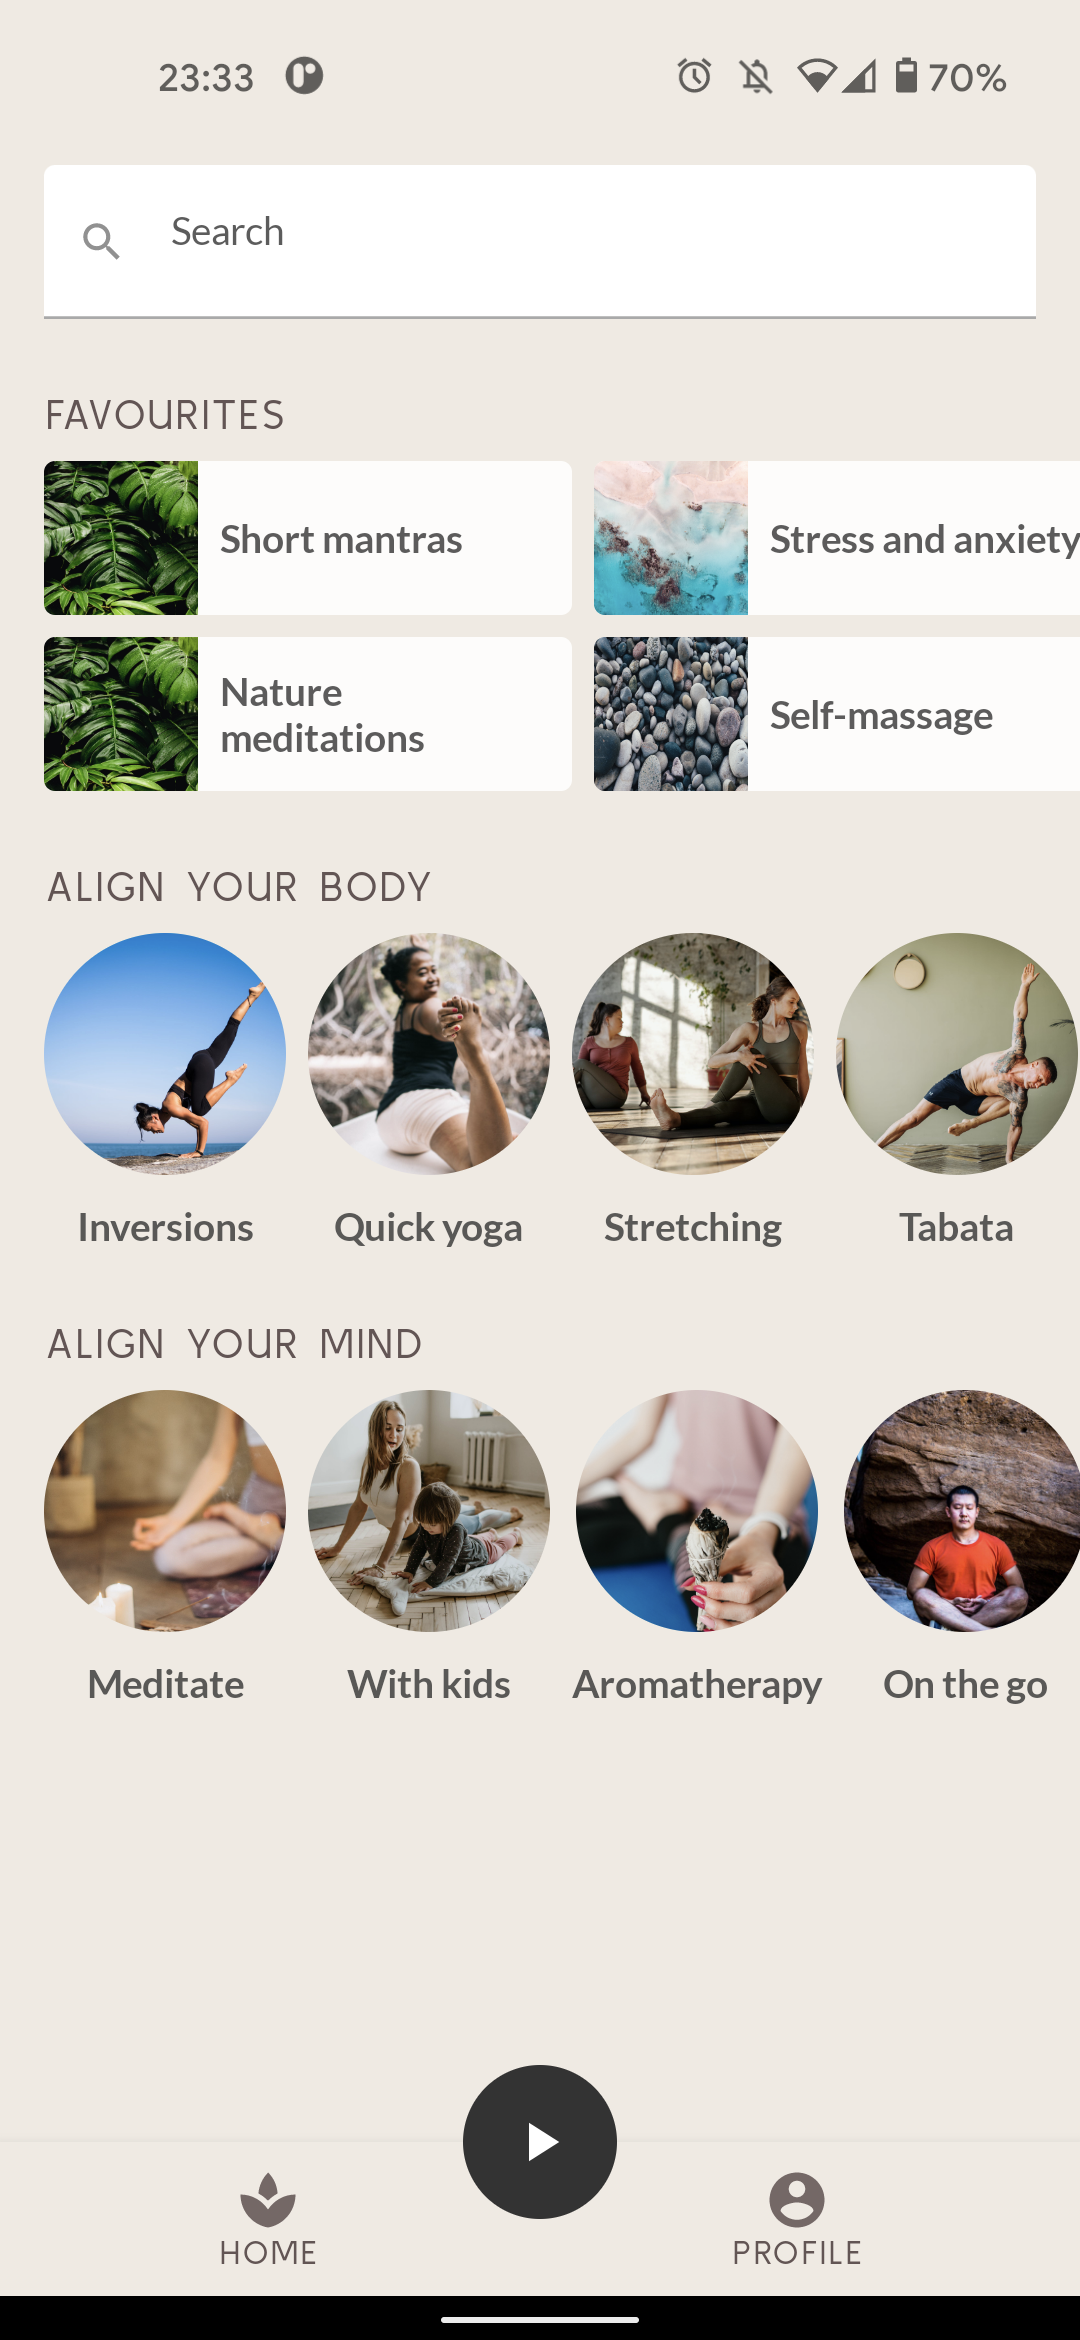 23:33
70%
Search
FAVOURITES
Short mantras
Stress and anxiety
Nature
meditations
Self-massage
ALIGN YOUR BODY
Inversions
Quick yoga
Stretching
Tabata
ALIGN YOUR MIND
Meditate
With kids
Aromatherapy
On the go
HOME
PROFILE